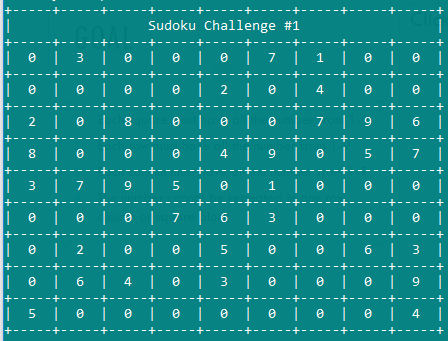 Sudoku Challenge #1
| 0 | 3 | 0 | 0 | 0 | 7 | 1 | 0 | 0 |
| 0 | 0 | 0 | 0 | 2 | 0 | 4 | 0 | 0 |
| 2 | 0 | 8 | 0 | 0 | 0 | 7 | 9 | 6 |
| 8 | 0 | 0 | 0 | 4 | 9 | 0 | 5 | 7 |
| 3 | 7 | 9 | 5 | 0 | 1 | 0 | 0 | 0 |
| 0 | 0 | 0 | 7 | 6 | 3 | 0 | 0 | 0 |
| 0 | 2 | 0 | 0 | 5 | 0 | 0 | 6 | 3 |
| 0 | 6 | 4 | 0 | 3 | 0 | 0 | 0 | 9 |
| 5 | 0 | 0 | 0 | 0 | 0 | 0 | 0 | 4 |